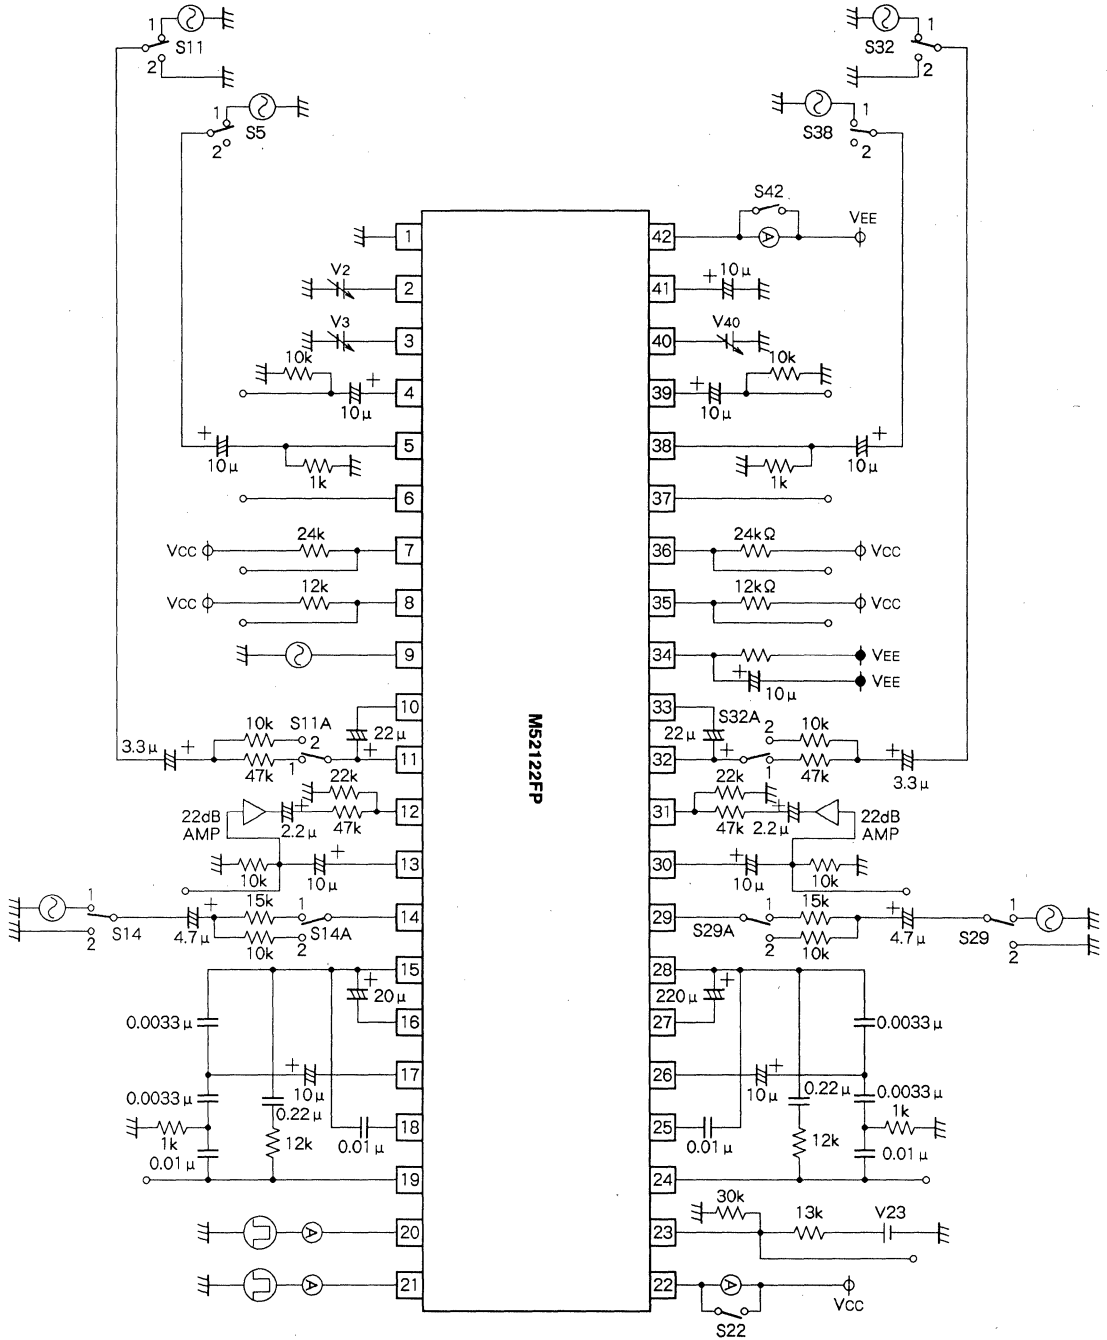 1
S11
2
1
S32
2
1
S5
2
1
S38
2
S42
1
42
A
VEE
V2
2
41
+
10μ
V3
3
40
V40
10k
+
4
10μ
39
+
10μ
10k
+
10μ
5
1k
38
1k
+
10μ
6
37
VCC
24k
7
36
24kΩ
VCC
VCC
12k
8
35
12kΩ
VCC
9
34
VEE
+
10μ
VEE
10
33
S32A
10k
S11A
2
22μ
22μ
2
10k
3.3μ
+
47k
1
+
11
32
+
1
47k
+
3.3μ
22k
12
31
22k
22dB
AMP
+
2.2μ
47k
47k
2.2μ
+
22dB
AMP
10k
+
10μ
13
30
+
10μ
10k
1
S14
2
+
4.7μ
15k
10k
1
S14A
2
14
29
S29A
1
2
15k
10k
+
4.7μ
S29
1
2
15
+
20μ
28
220μ
+
0.0033μ
16
27
0.0033μ
+
10μ
17
26
+
10μ
0.0033μ
0.22μ
0.22μ
0.0033μ
1k
0.01μ
12k
0.01μ
18
25
0.01μ
12k
1k
0.01μ
19
24
A
20
23
30k
13k
V23
A
21
22
A
VCC
S22
M52122FP